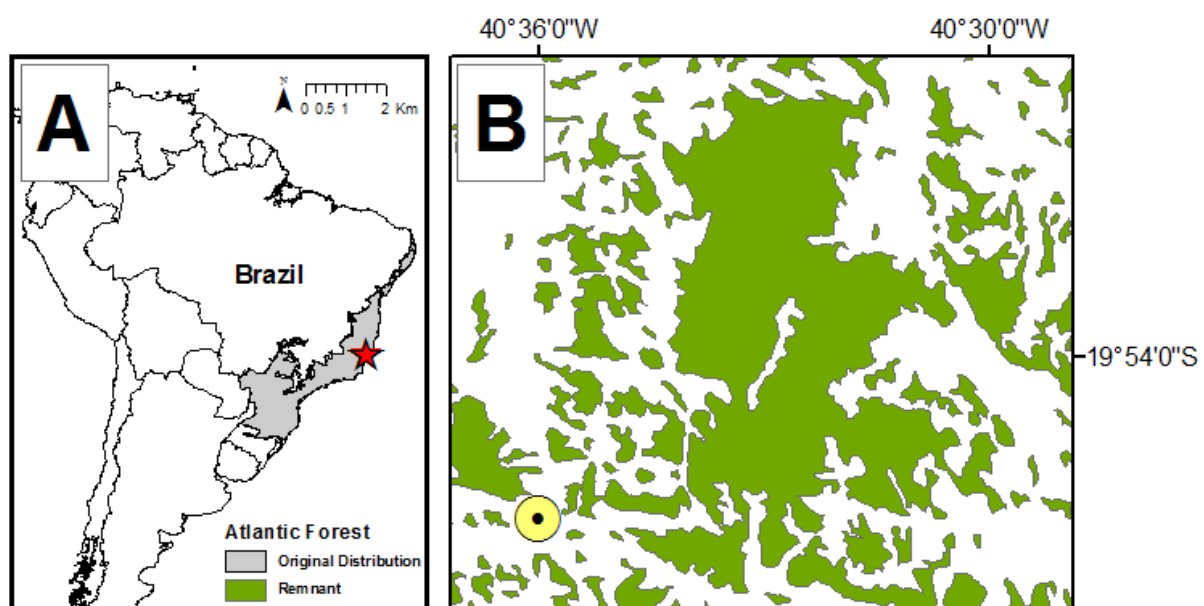 40°36'0"W
40°30'0"W
A
N
0 0.5 1 2 Km
B
Brazil
19°54'0"S
Atlantic Forest
Original Distribution
Remnant